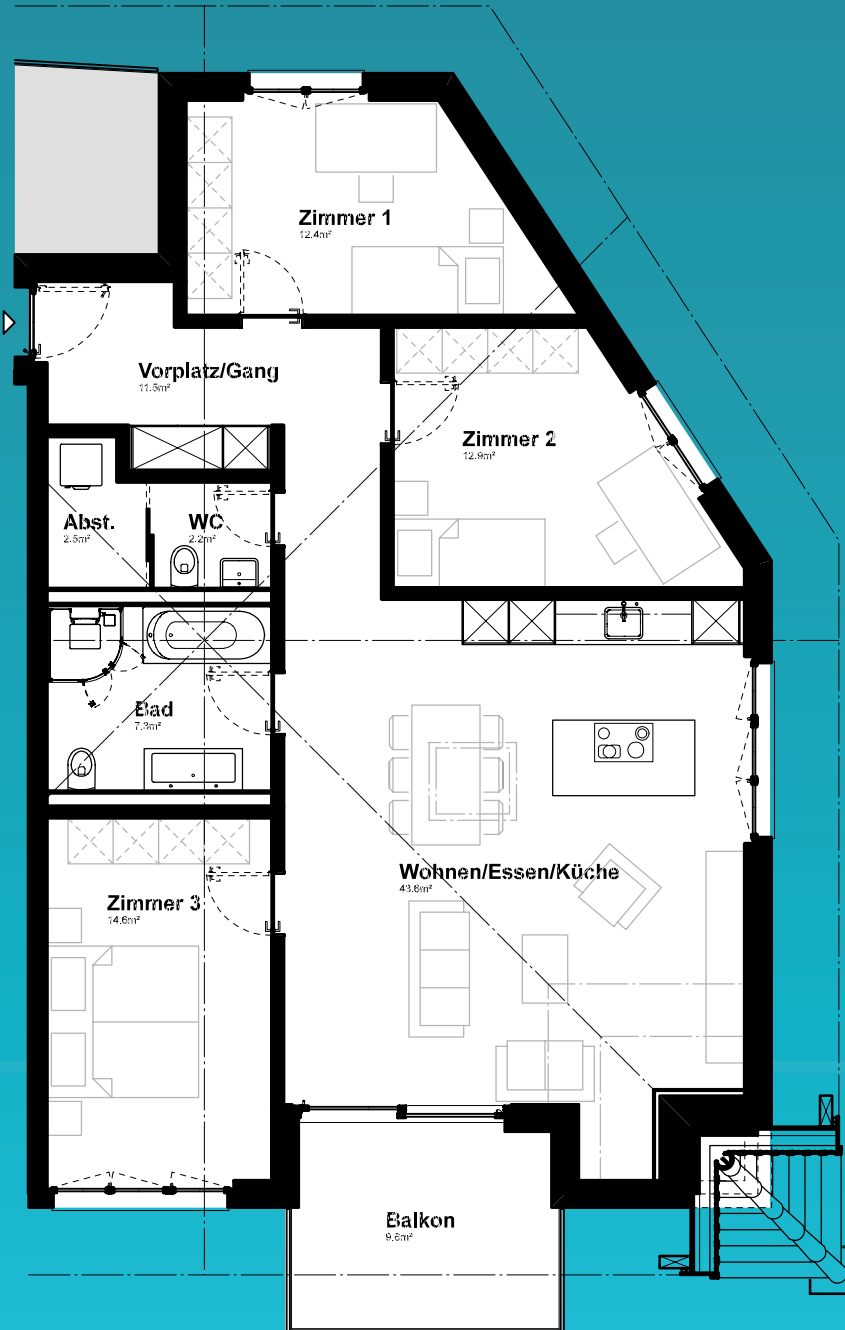 Zimmer 1
12.4m²
Vorplatz/Gang
11.5m²
Zimmer 2
12.9m²
Abst.
2.5m²
WC
2.2m²
Bad
7.3m²
Wohnen/Essen/Küche
43.6m²
Zimmer 3
14.6m²
Balkon
9.6m²